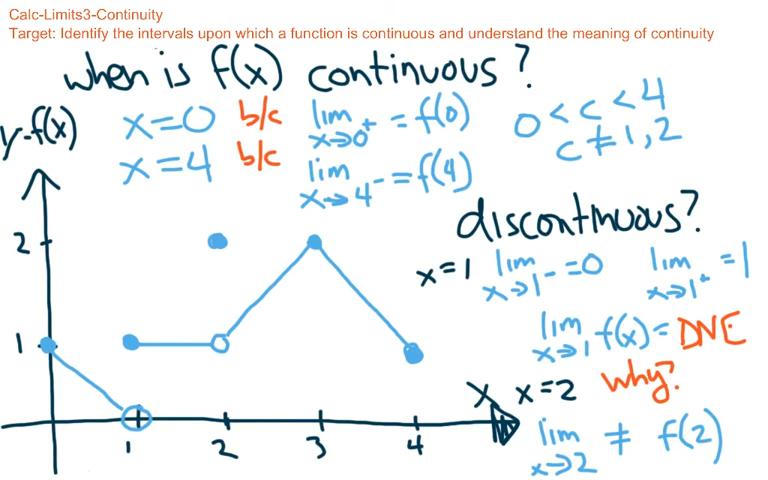 Calc-Limits3-Continuity
Target: Identify the intervals upon which a function is continuous and understand the meaning of continuity
when is f(x) continuous?
x=0 b/c lim x→0⁺ = f(0)
x=4 b/c lim x→4⁻ = f(4)
0<c<4
c≠1,2
y=f(x)
discontinuous?
x=1 lim x→1⁻ =0 lim x→1⁺ =1
lim x→1 f(x)= DNE
x=2 why?
lim x→2 ≠ f(2)
2
1
x
1 2 3 4